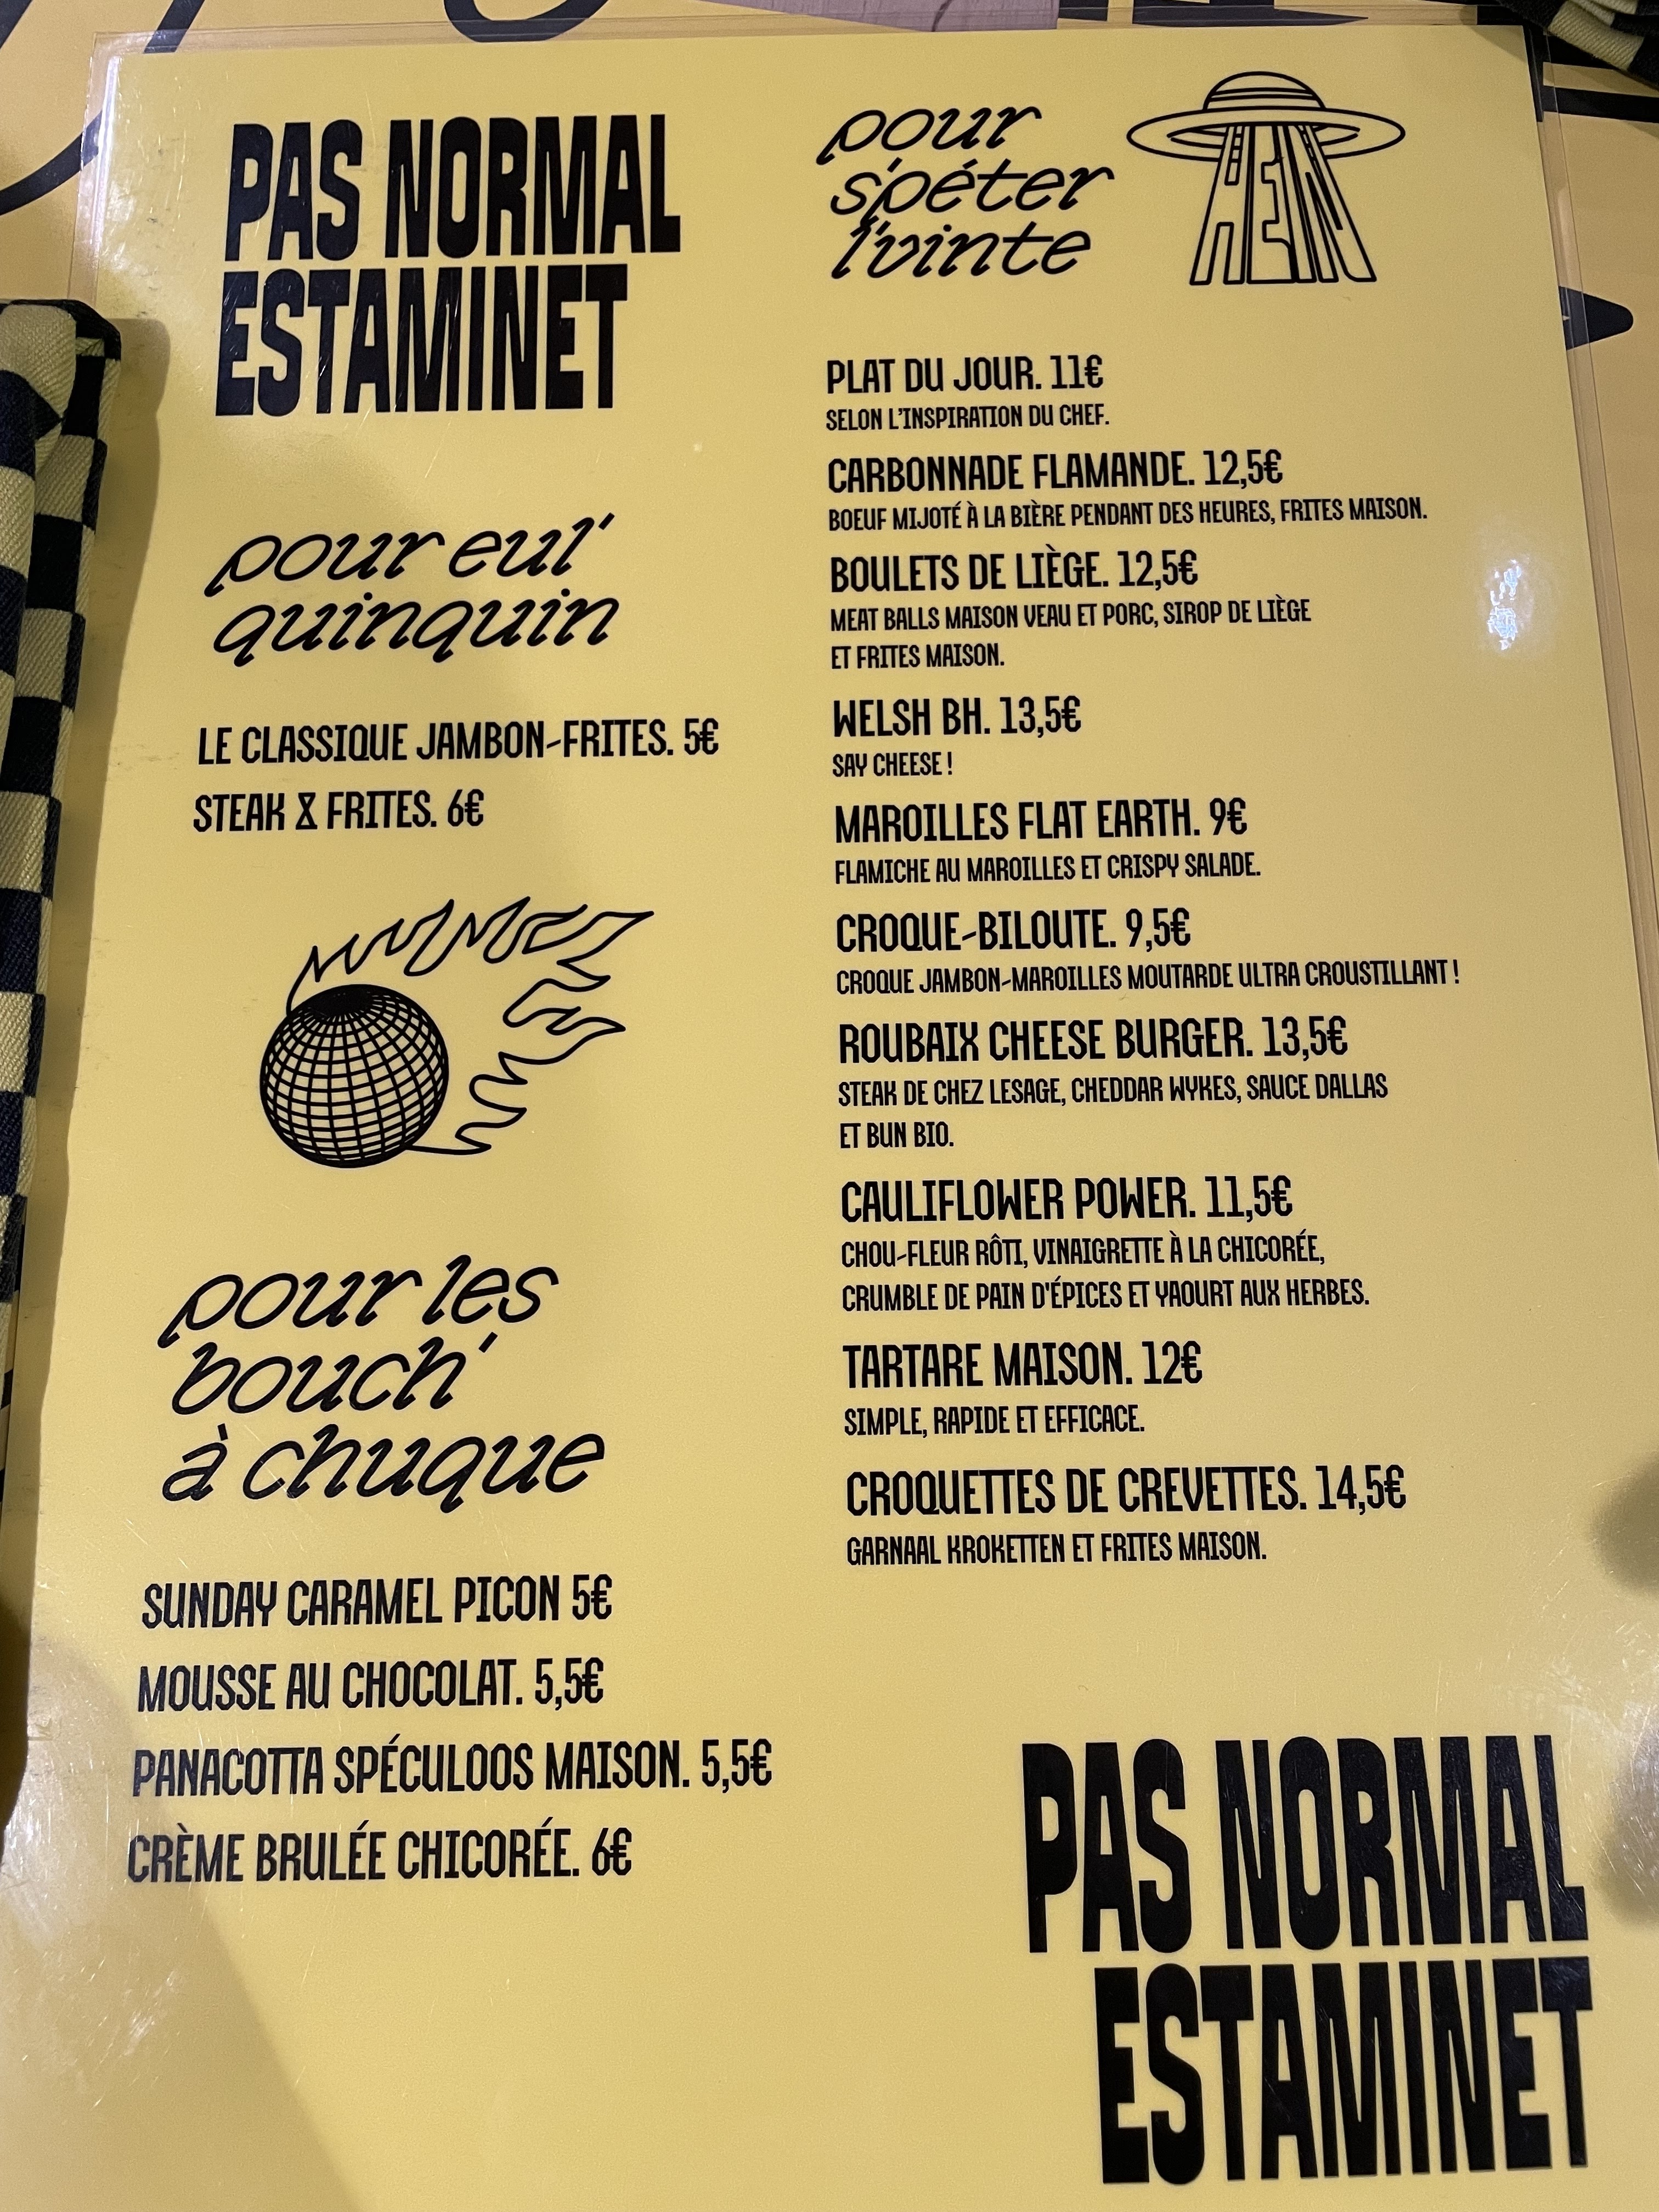 PAS NORMAL
ESTAMINET
pour eul'
quinquin
LE CLASSIQUE JAMBON-FRITES. 5€
STEAK & FRITES. 6€
pour les
bouch'
à chuque
SUNDAY CARAMEL PICON 5€
MOUSSE AU CHOCOLAT. 5,5€
PANACOTTA SPÉCULOOS MAISON. 5,5€
CRÈME BRULÉE CHICORÉE. 6€
pour
s'péter
l'vinte
HEIN
PLAT DU JOUR. 11€
SELON L'INSPIRATION DU CHEF.
CARBONNADE FLAMANDE. 12,5€
BOEUF MIJOTÉ À LA BIÈRE PENDANT DES HEURES, FRITES MAISON.
BOULETS DE LIÈGE. 12,5€
MEAT BALLS MAISON VEAU ET PORC, SIROP DE LIÈGE
ET FRITES MAISON.
WELSH BH. 13,5€
SAY CHEESE !
MAROILLES FLAT EARTH. 9€
FLAMICHE AU MAROILLES ET CRISPY SALADE.
CROQUE-BILOUTE. 9,5€
CROQUE JAMBON-MAROILLES MOUTARDE ULTRA CROUSTILLANT !
ROUBAIX CHEESE BURGER. 13,5€
STEAK DE CHEZ LESAGE, CHEDDAR WYKES, SAUCE DALLAS
ET BUN BIO.
CAULIFLOWER POWER. 11,5€
CHOU-FLEUR RÔTI, VINAIGRETTE À LA CHICORÉE,
CRUMBLE DE PAIN D'ÉPICES ET YAOURT AUX HERBES.
TARTARE MAISON. 12€
SIMPLE, RAPIDE ET EFFICACE.
CROQUETTES DE CREVETTES. 14,5€
GARNAAL KROKETTEN ET FRITES MAISON.
PAS NORMAL
ESTAMINET